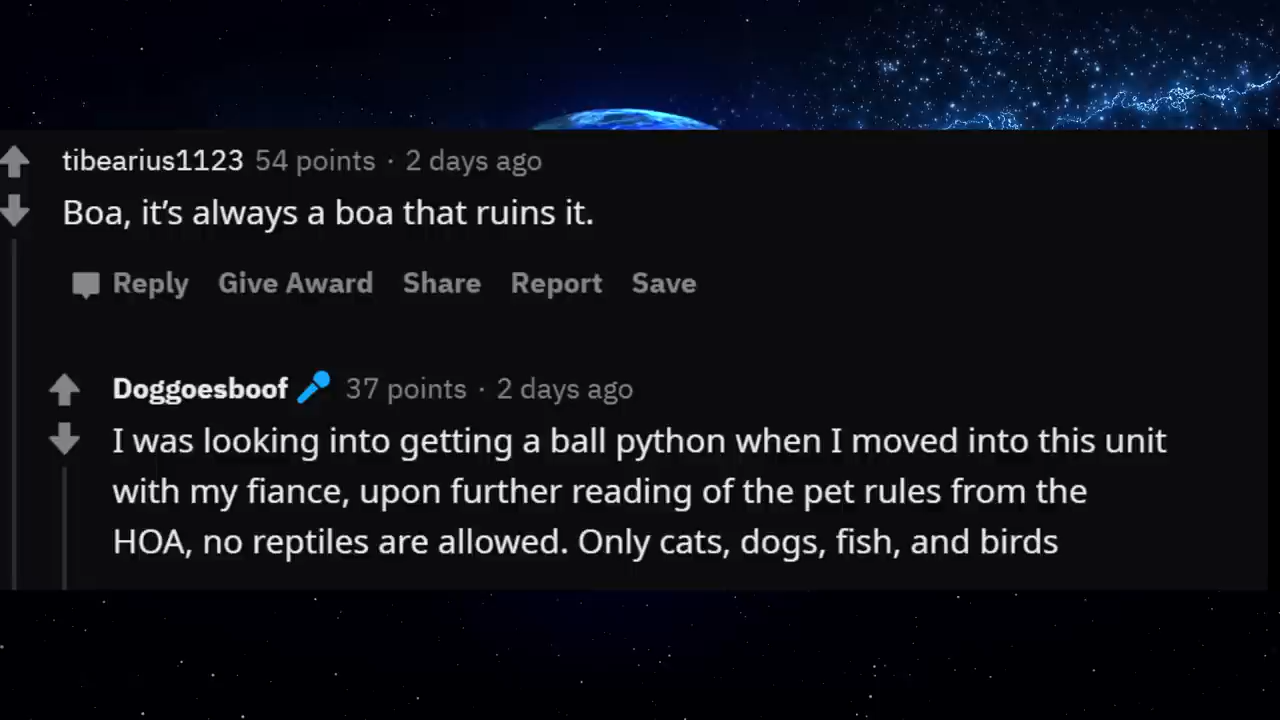 tibearius1123 54 points · 2 days ago
Boa, it’s always a boa that ruins it.
Reply Give Award Share Report Save
Doggoesboof 37 points · 2 days ago
I was looking into getting a ball python when I moved into this unit
with my fiance, upon further reading of the pet rules from the
HOA, no reptiles are allowed. Only cats, dogs, fish, and birds